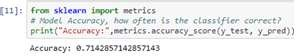 [11]: from sklearn import metrics
# Model Accuracy, how often is the classifier correct?
print("Accuracy:",metrics.accuracy_score(y_test, y_pred))
Accuracy: 0.7142857142857143